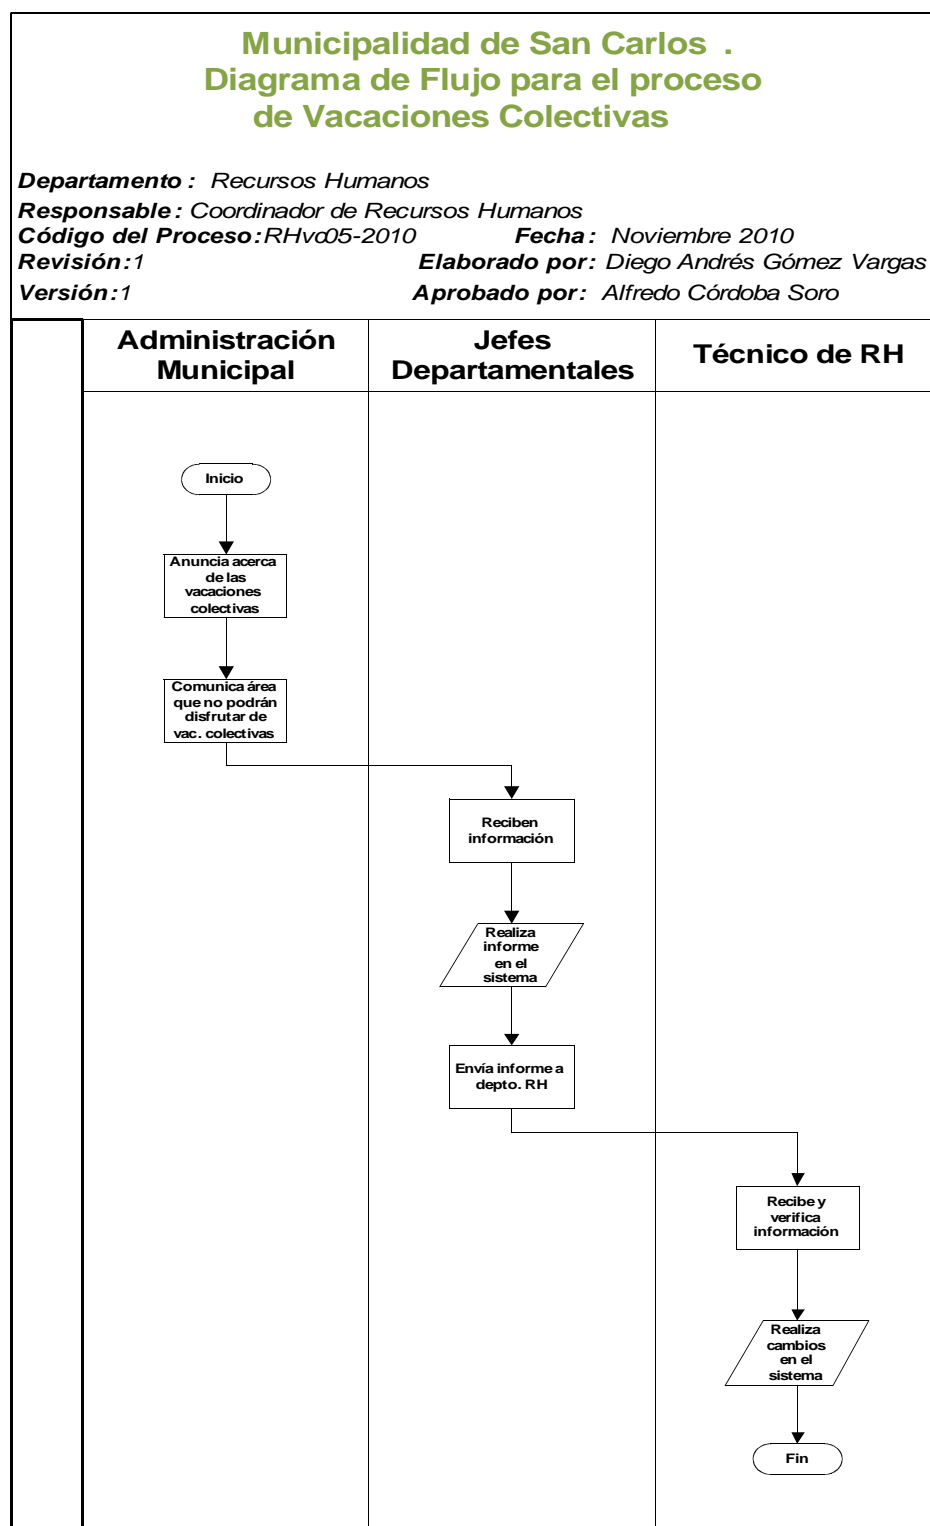 Municipalidad de San Carlos .
Diagrama de Flujo para el proceso
de Vacaciones Colectivas
Departamento : Recursos Humanos
Responsable : Coordinador de Recursos Humanos
Código del Proceso: RHvc05-2010 Fecha : Noviembre 2010
Revisión:1 Elaborado por: Diego Andrés Gómez Vargas
Versión:1 Aprobado por: Alfredo Córdoba Soro
Administración
Municipal
Jefes
Departamentales
Técnico de RH
Inicio
Anuncia acerca
de las
vacaciones
colectivas
Comunica área
que no podrán
disfrutar de
vac. colectivas
Reciben
información
Realiza
informe
en el
sistema
Envía informe a
depto. RH
Recibe y
verifica
información
Realiza
cambios
en el
sistema
Fin